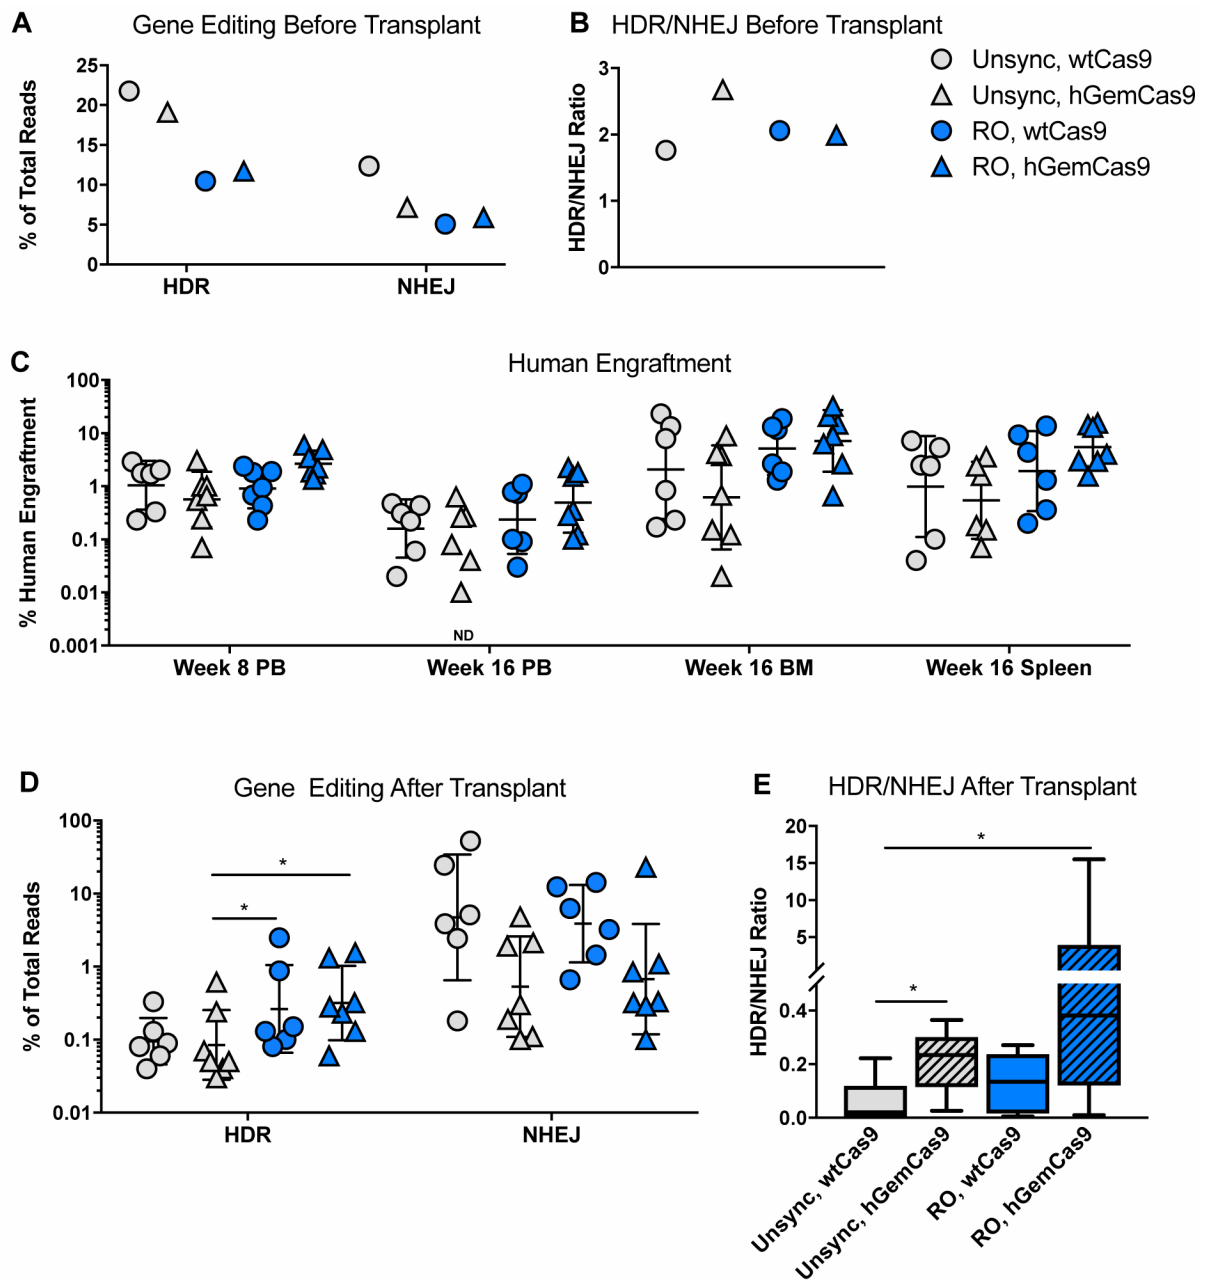 A
Gene Editing Before Transplant
% of Total Reads
25
20
15
10
5
0
HDR
NHEJ
B
HDR/NHEJ Before Transplant
HDR/NHEJ Ratio
3
2
1
0
Unsync, wtCas9
Unsync, hGemCas9
RO, wtCas9
RO, hGemCas9
C
Human Engraftment
% Human Engraftment
100
10
1
0.1
0.01
0.001
ND
Week 8 PB
Week 16 PB
Week 16 BM
Week 16 Spleen
D
Gene Editing After Transplant
% of Total Reads
100
10
1
0.1
0.01
*
*
HDR
NHEJ
E
HDR/NHEJ After Transplant
HDR/NHEJ Ratio
20
15
10
5
0.4
0.2
0.0
*
*
Unsync, wtCas9
Unsync, hGemCas9
RO, wtCas9
RO, hGemCas9